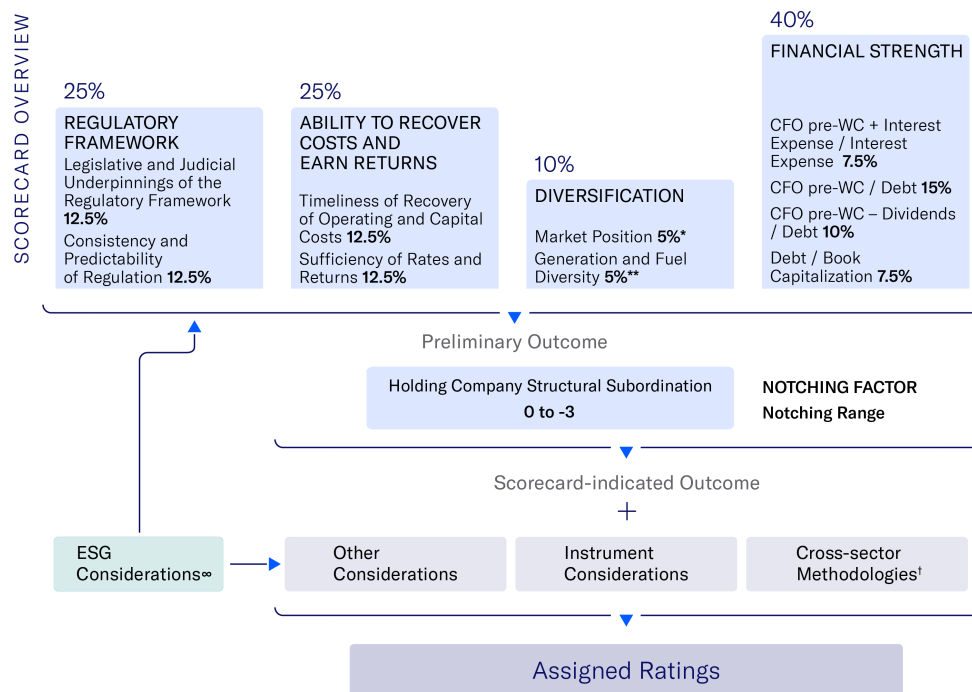 SCORECARD OVERVIEW
25%
REGULATORY
FRAMEWORK
Legislative and Judicial
Underpinnings of the
Regulatory Framework
12.5%
Consistency and
Predictability
of Regulation 12.5%
25%
ABILITY TO RECOVER
COSTS AND
EARN RETURNS
Timeliness of Recovery
of Operating and Capital
Costs 12.5%
Sufficiency of Rates and
Returns 12.5%
10%
DIVERSIFICATION
Market Position 5%*
Generation and Fuel
Diversity 5%**
40%
FINANCIAL STRENGTH
CFO pre-WC + Interest
Expense / Interest
Expense 7.5%
CFO pre-WC / Debt 15%
CFO pre-WC – Dividends
/ Debt 10%
Debt / Book
Capitalization 7.5%
Preliminary Outcome
Holding Company Structural Subordination
0 to -3
NOTCHING FACTOR
Notching Range
Scorecard-indicated Outcome
+
ESG
Considerations∞
Other
Considerations
Instrument
Considerations
Cross-sector
Methodologies†
Assigned Ratings